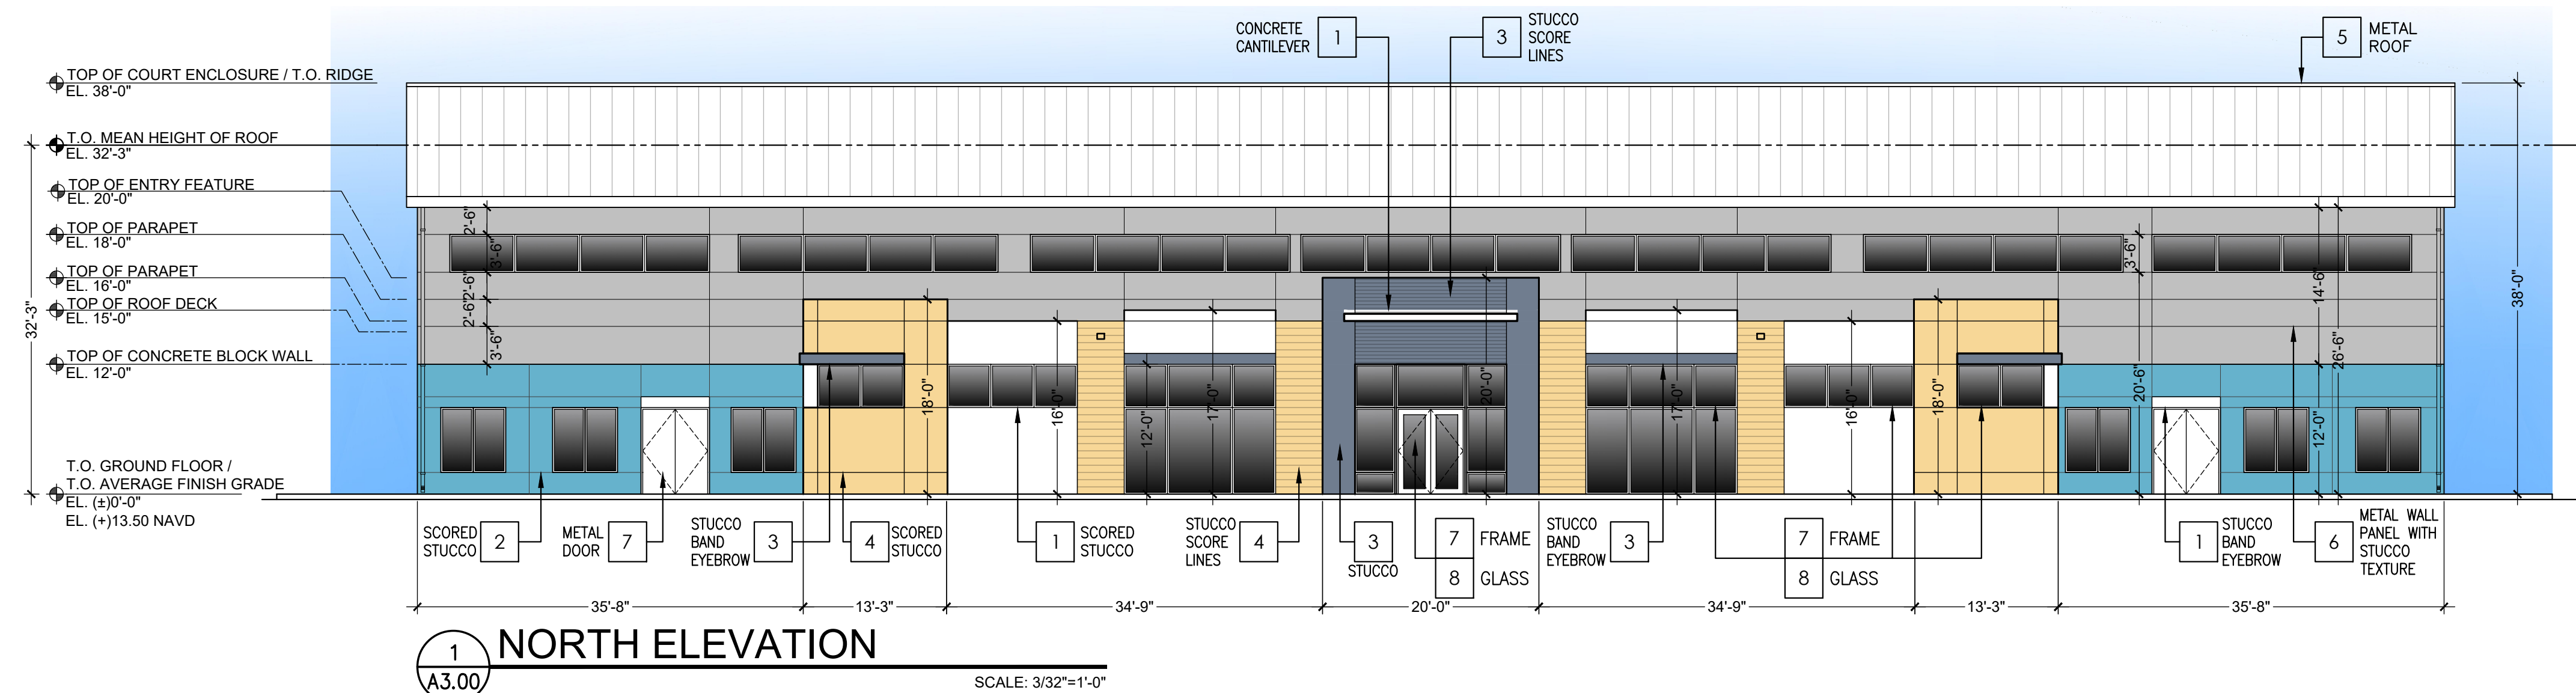 CONCRETE
CANTILEVER
1
3
STUCCO
SCORE
LINES
5
METAL
ROOF
TOP OF COURT ENCLOSURE / T.O. RIDGE
EL. 38'-0"
T.O. MEAN HEIGHT OF ROOF
EL. 32'-3"
TOP OF ENTRY FEATURE
EL. 20'-0"
TOP OF PARAPET
EL. 18'-0"
TOP OF PARAPET
EL. 16'-0"
TOP OF ROOF DECK
EL. 15'-0"
TOP OF CONCRETE BLOCK WALL
EL. 12'-0"
T.O. GROUND FLOOR /
T.O. AVERAGE FINISH GRADE
EL. (±)0'-0"
EL. (+)13.50 NAVD
32'-3"
2'-6"
3'-6"
2'-6"
2'-6"
3'-6"
18'-0"
16'-0"
12'-0"
17'-0"
20'-0"
17'-0"
16'-0"
18'-0"
3'-6"
20'-6"
14'-6"
12'-0"
26'-6"
38'-0"
SCORED
STUCCO
2
METAL
DOOR
7
STUCCO
BAND
EYEBROW
3
4
SCORED
STUCCO
1
SCORED
STUCCO
STUCCO
SCORE
LINES
4
3
STUCCO
7
FRAME
8
GLASS
STUCCO
BAND
EYEBROW
3
7
FRAME
8
GLASS
1
STUCCO
BAND
EYEBROW
6
METAL WALL
PANEL WITH
STUCCO
TEXTURE
35'-8"
13'-3"
34'-9"
20'-0"
34'-9"
13'-3"
35'-8"
1
A3.00
NORTH ELEVATION
SCALE: 3/32"=1'-0"